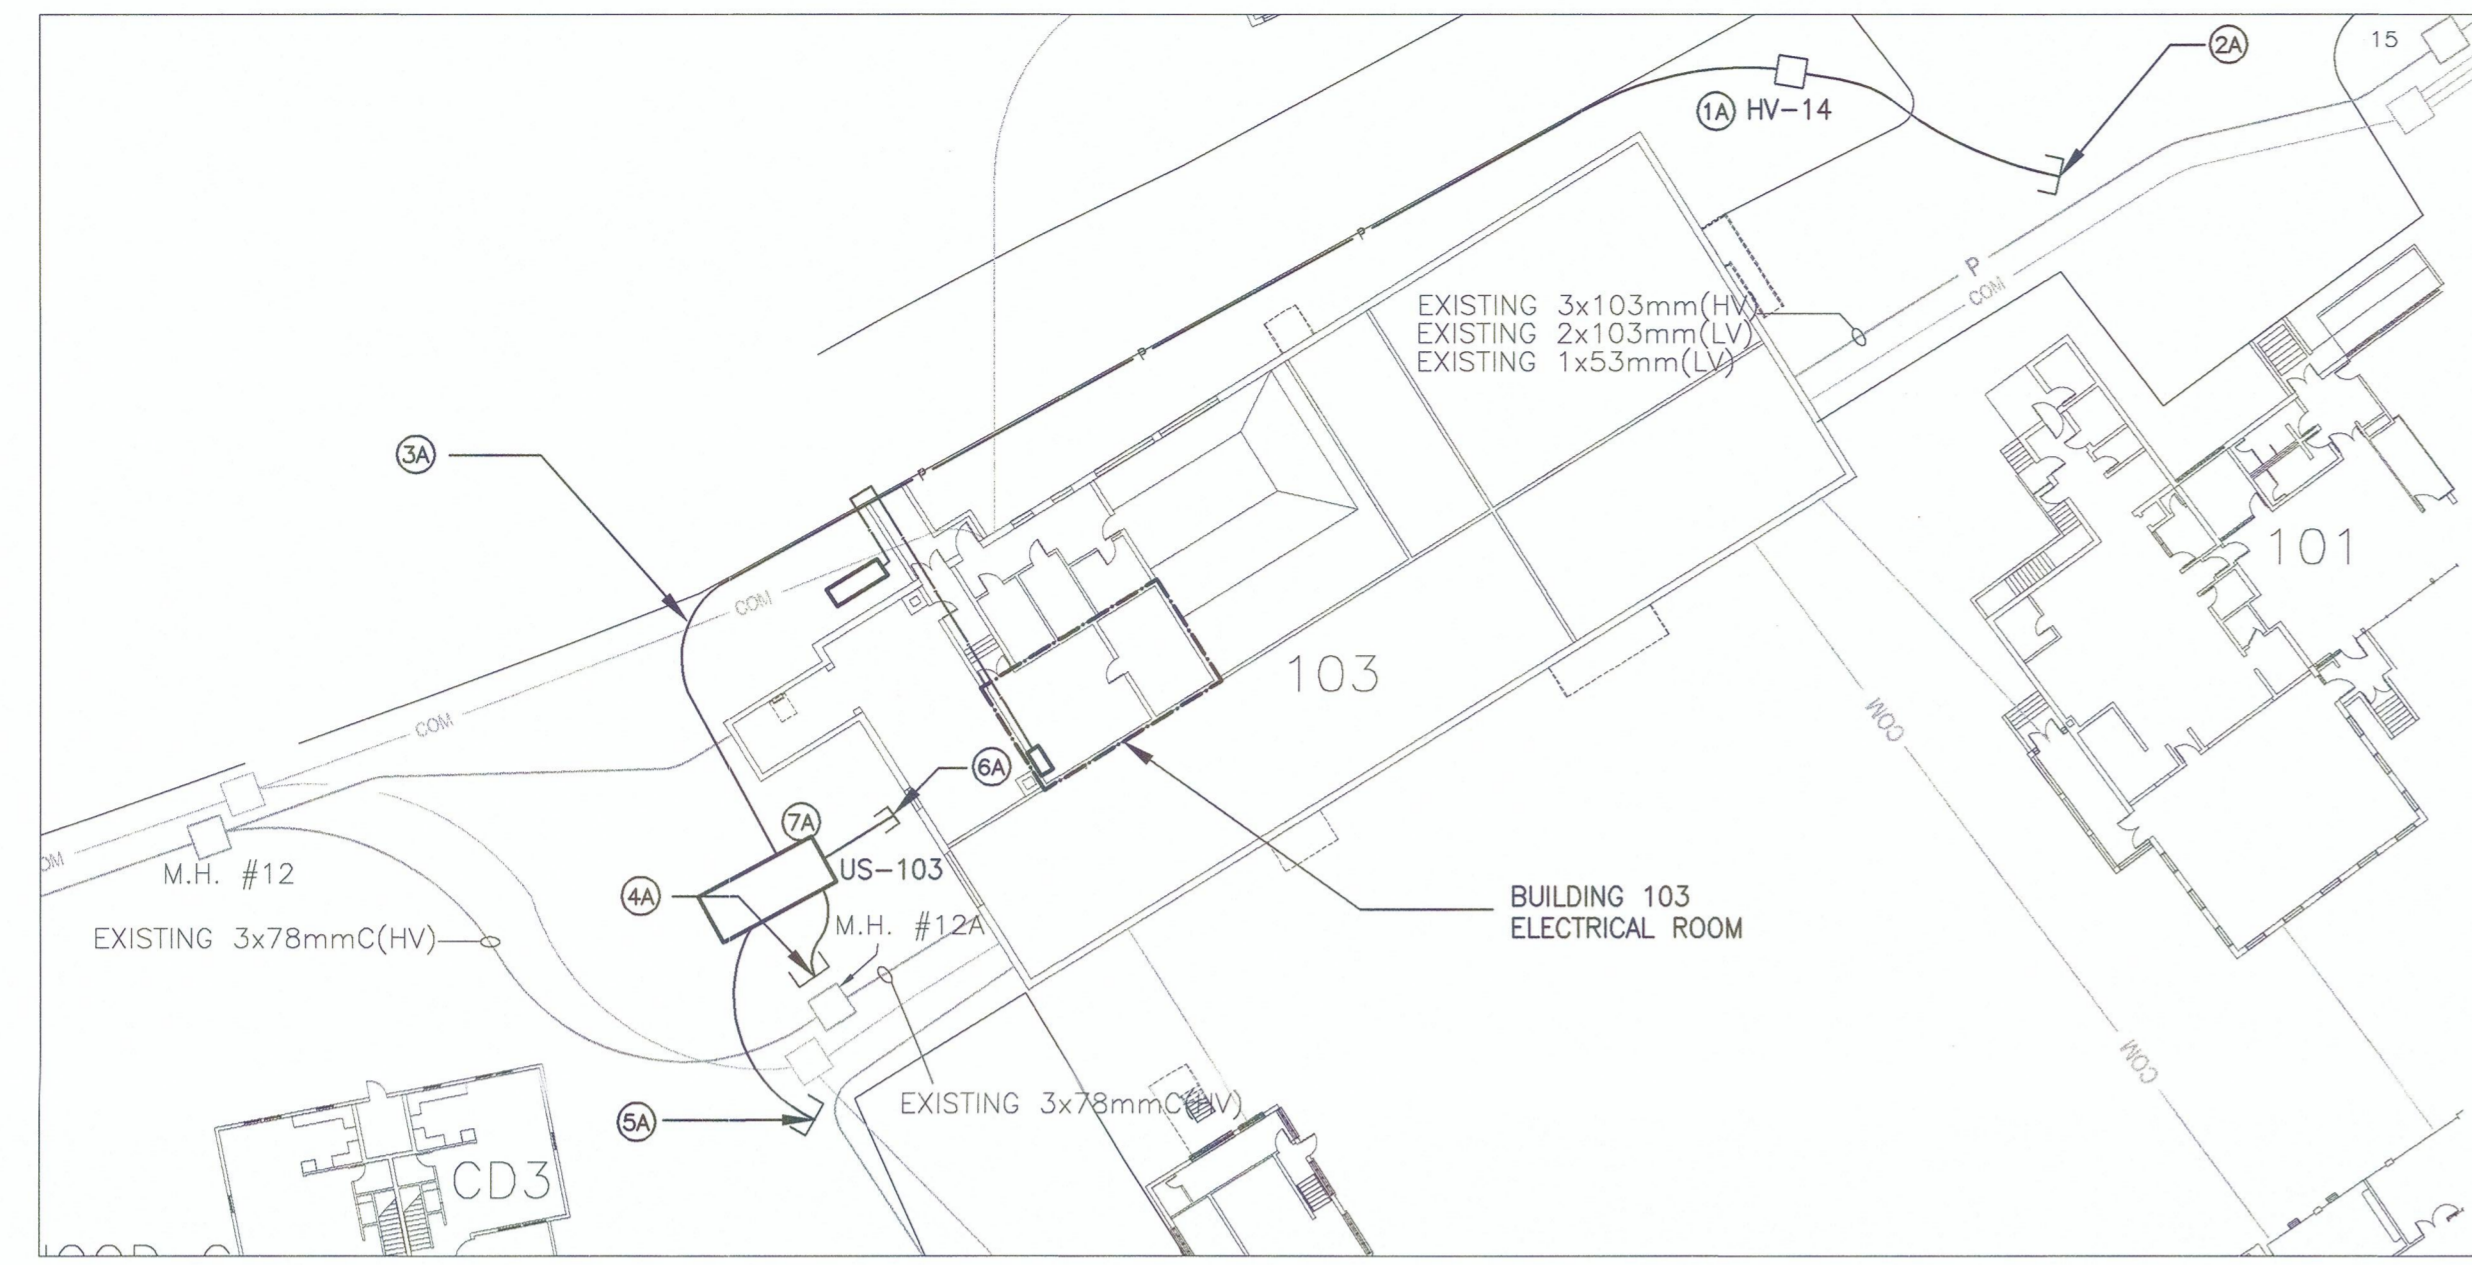 15
2A
1A HV-14
P
P
P
P
COM
EXISTING 3x103mm(HV)
EXISTING 2x103mm(LV)
EXISTING 1x53mm(LV)
3A
101
COM
103
COM
COM
6A
7A
US-103
OM
M.H. #12
4A
M.H. #12A
BUILDING 103
ELECTRICAL ROOM
EXISTING 3x78mmC(HV)
COM
EXISTING 3x78mmC(HV)
5A
CD3